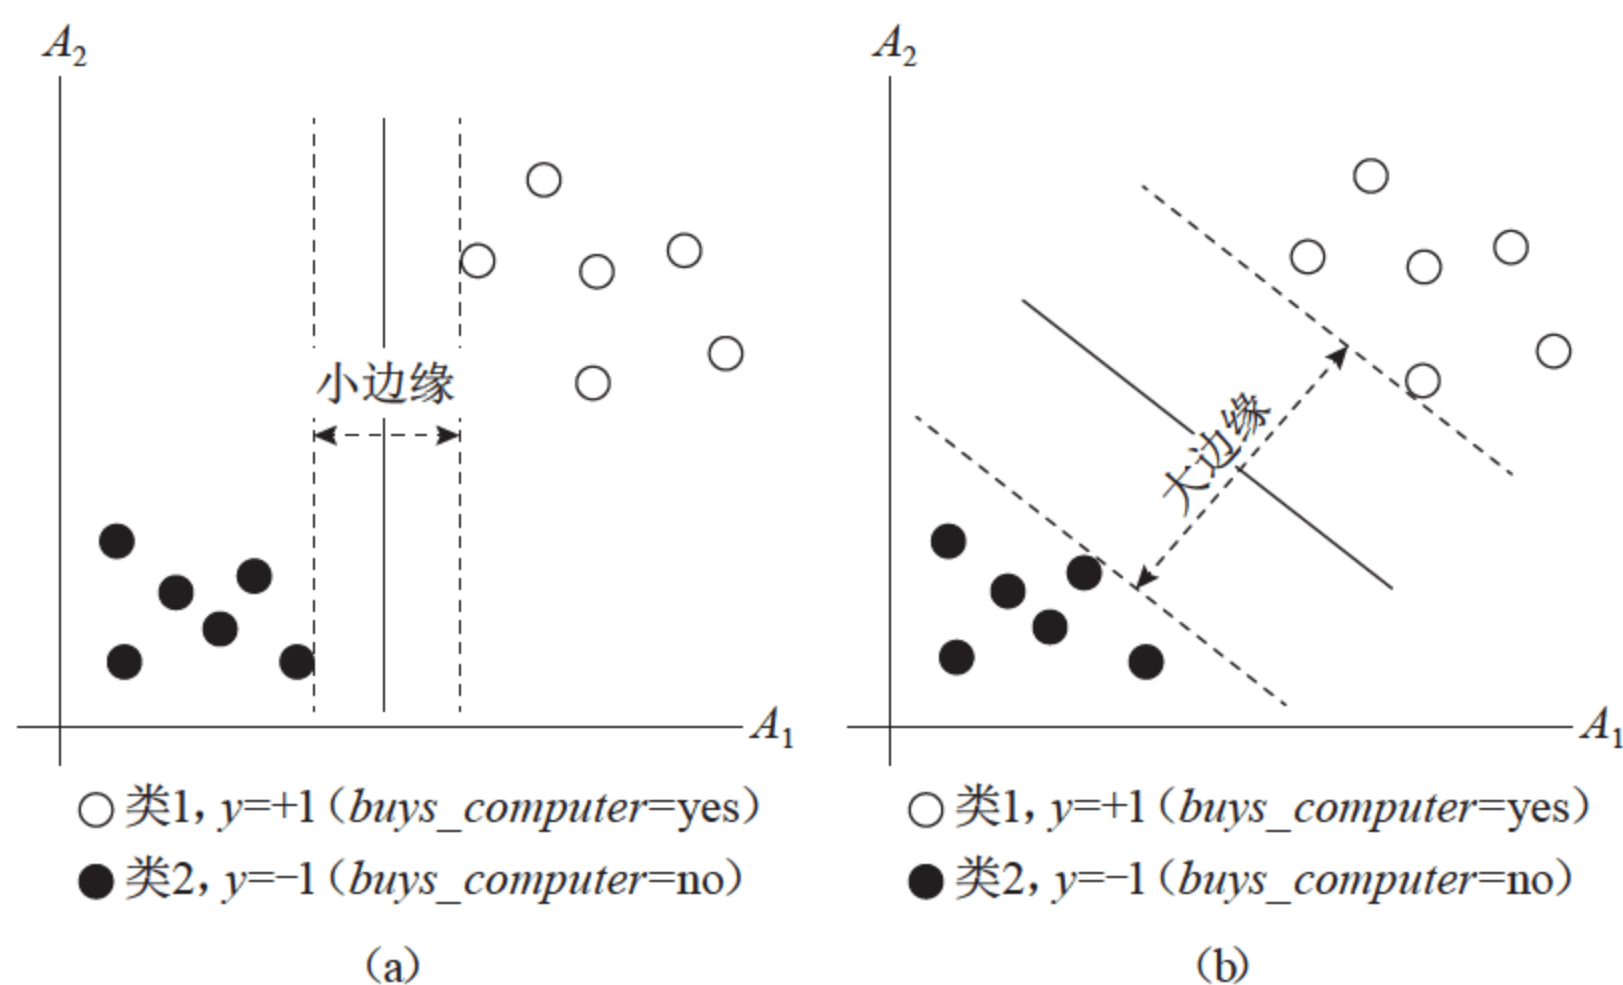 A₂
小边缘
A₁
类1, y=+1（buys_computer=yes）
类2, y=−1（buys_computer=no）
（a）
A₂
大边缘
A₁
类1, y=+1（buys_computer=yes）
类2, y=−1（buys_computer=no）
（b）